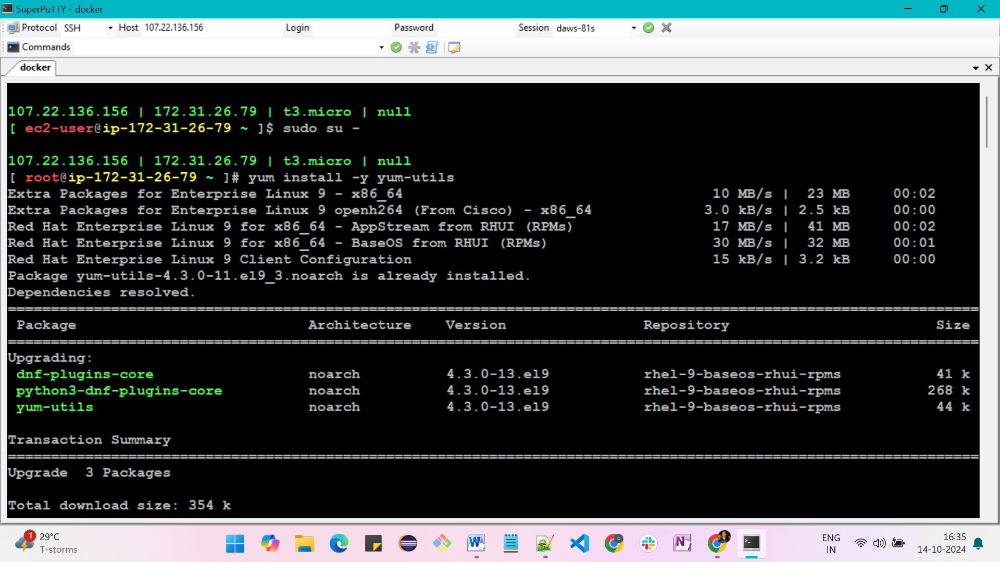 SuperPuTTY - docker
Protocol SSH Host 107.22.136.156 Login Password Session daws-81s
Commands
docker
107.22.136.156 | 172.31.26.79 | t3.micro | null
[ ec2-user@ip-172-31-26-79 ~ ]$ sudo su -
107.22.136.156 | 172.31.26.79 | t3.micro | null
[ root@ip-172-31-26-79 ~ ]# yum install -y yum-utils
Extra Packages for Enterprise Linux 9 - x86_64 10 MB/s | 23 MB 00:02
Extra Packages for Enterprise Linux 9 openh264 (From Cisco) - x86_64 3.0 kB/s | 2.5 kB 00:00
Red Hat Enterprise Linux 9 for x86_64 - AppStream from RHUI (RPMs) 17 MB/s | 41 MB 00:02
Red Hat Enterprise Linux 9 for x86_64 - BaseOS from RHUI (RPMs) 30 MB/s | 32 MB 00:01
Red Hat Enterprise Linux 9 Client Configuration 15 kB/s | 3.2 kB 00:00
Package yum-utils-4.3.0-11.el9_3.noarch is already installed.
Dependencies resolved.
Package Architecture Version Repository Size
Upgrading:
dnf-plugins-core noarch 4.3.0-13.el9 rhel-9-baseos-rhui-rpms 41 k
python3-dnf-plugins-core noarch 4.3.0-13.el9 rhel-9-baseos-rhui-rpms 268 k
yum-utils noarch 4.3.0-13.el9 rhel-9-baseos-rhui-rpms 44 k
Transaction Summary
Upgrade 3 Packages
Total download size: 354 k
1 29°C
T-storms
ENG
IN
16:35
14-10-2024